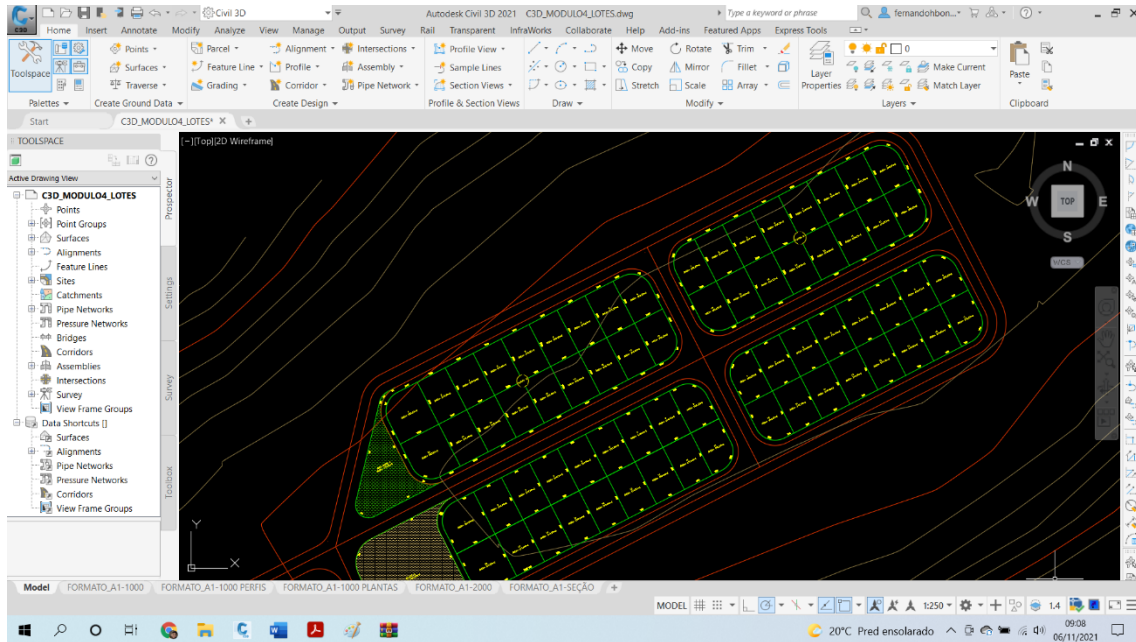 C3D
Civil 3D
Autodesk Civil 3D 2021 C3D_MODULO4_LOTES.dwg
Type a keyword or phrase
fernandohbon...
Home Insert Annotate Modify Analyze View Manage Output Survey Rail Transparent InfraWorks Collaborate Help Add-ins Featured Apps Express Tools
Points Parcel Alignment Intersections Profile View Move Rotate Trim 0
Toolspace Surfaces Feature Line Profile Assembly Sample Lines Copy Mirror Fillet Layer Properties Make Current Paste
Traverse Grading Corridor Pipe Network Section Views Stretch Scale Array Match Layer
Palettes Create Ground Data Create Design Profile & Section Views Draw Modify Layers Clipboard
Start C3D_MODULO4_LOTES* +
TOOLSPACE
[−][Top][2D Wireframe]
Active Drawing View
C3D_MODULO4_LOTES
Points
Point Groups
Surfaces
Alignments
Feature Lines
Sites
Catchments
Pipe Networks
Pressure Networks
Bridges
Corridors
Assemblies
Intersections
Survey
View Frame Groups
Data Shortcuts []
Surfaces
Alignments
Pipe Networks
Pressure Networks
Corridors
View Frame Groups
Prospector
Settings
Survey
Toolbox
N
W TOP E
S
WCS
Y
X
Model FORMATO_A1-1000 FORMATO_A1-1000 PERFIS FORMATO_A1-1000 PLANTAS FORMATO_A1-2000 FORMATO_A1-SEÇÃO +
MODEL 1:250 1.4
20°C Pred ensolarado 09:08
06/11/2021